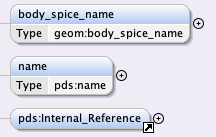 body_spice_name
Type geom:body_spice_name
name
Type pds:name
pds:Internal_Reference